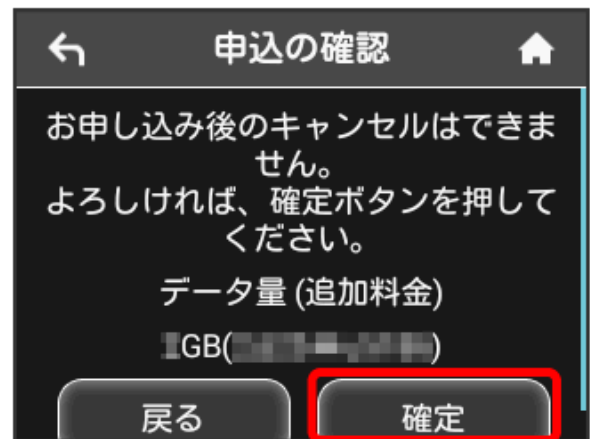 申込の確認
お申し込み後のキャンセルはできま
せん。
よろしければ、確定ボタンを押して
ください。
データ量 (追加料金)
GB( )
戻る
確定